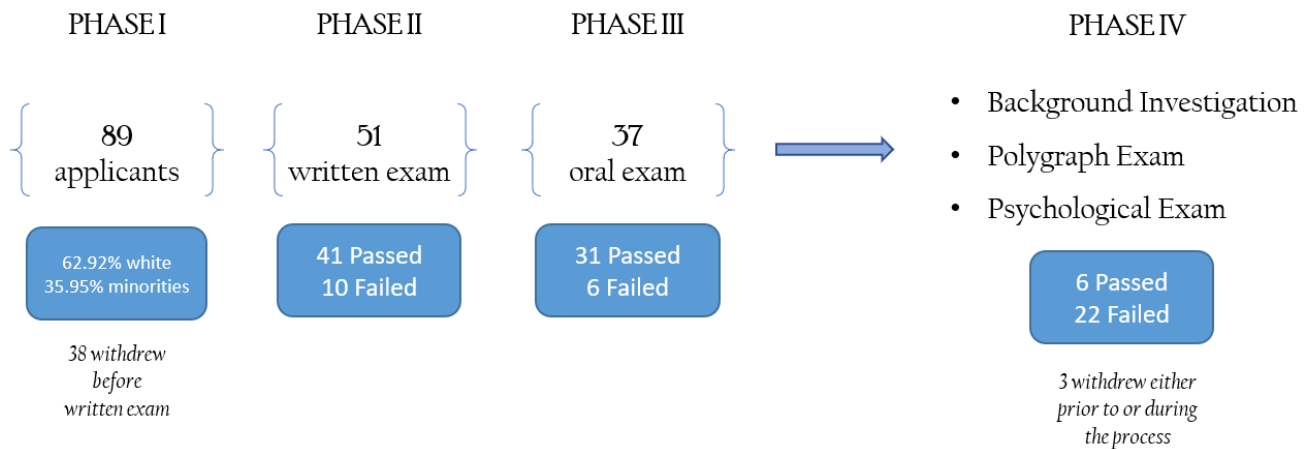 PHASE I
89
applicants
62.92% white
35.95% minorities
38 withdrew
before
written exam
PHASE II
51
written exam
41 Passed
10 Failed
PHASE III
37
oral exam
31 Passed
6 Failed
PHASE IV
• Background Investigation
• Polygraph Exam
• Psychological Exam
6 Passed
22 Failed
3 withdrew either
prior to or during
the process